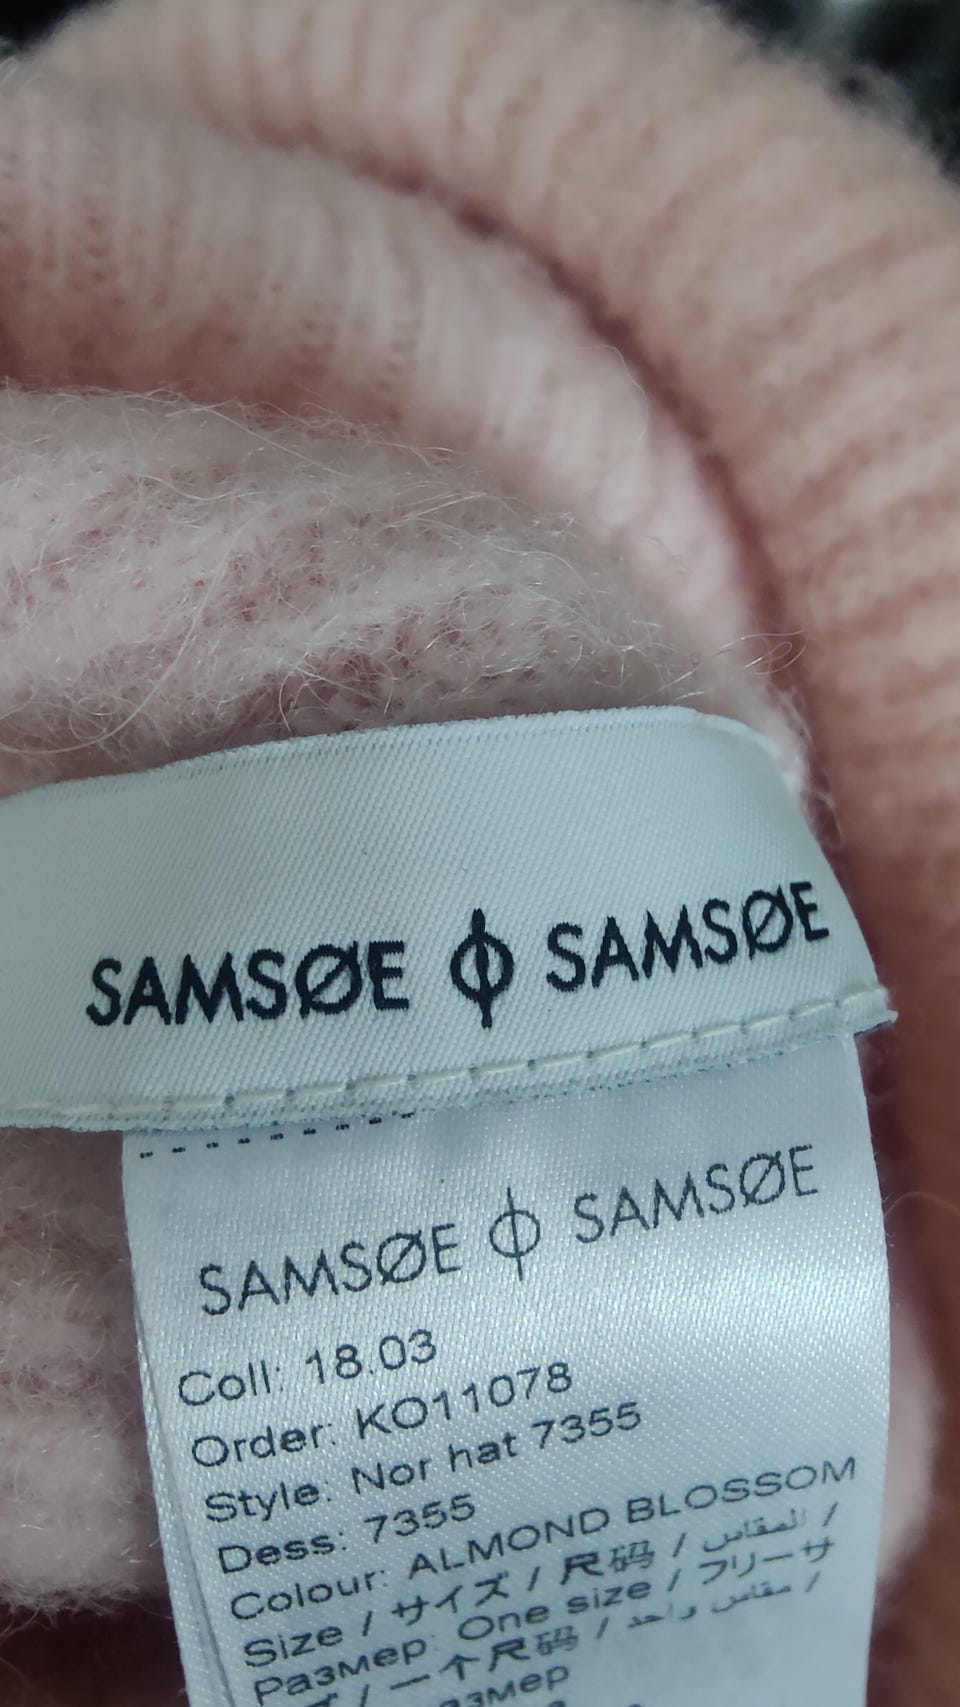 SAMSØE ϕ SAMSØE
SAMSØE ϕ SAMSØE
Coll: 18.03
Order: KO11078
Style: Nor hat 7355
Dess: 7355
Colour: ALMOND BLOSSOM
Size / サイズ / 尺码 / المقاس /
Размер: One size / フリーサ
ズ / 一个尺码 / مقاس واحد /